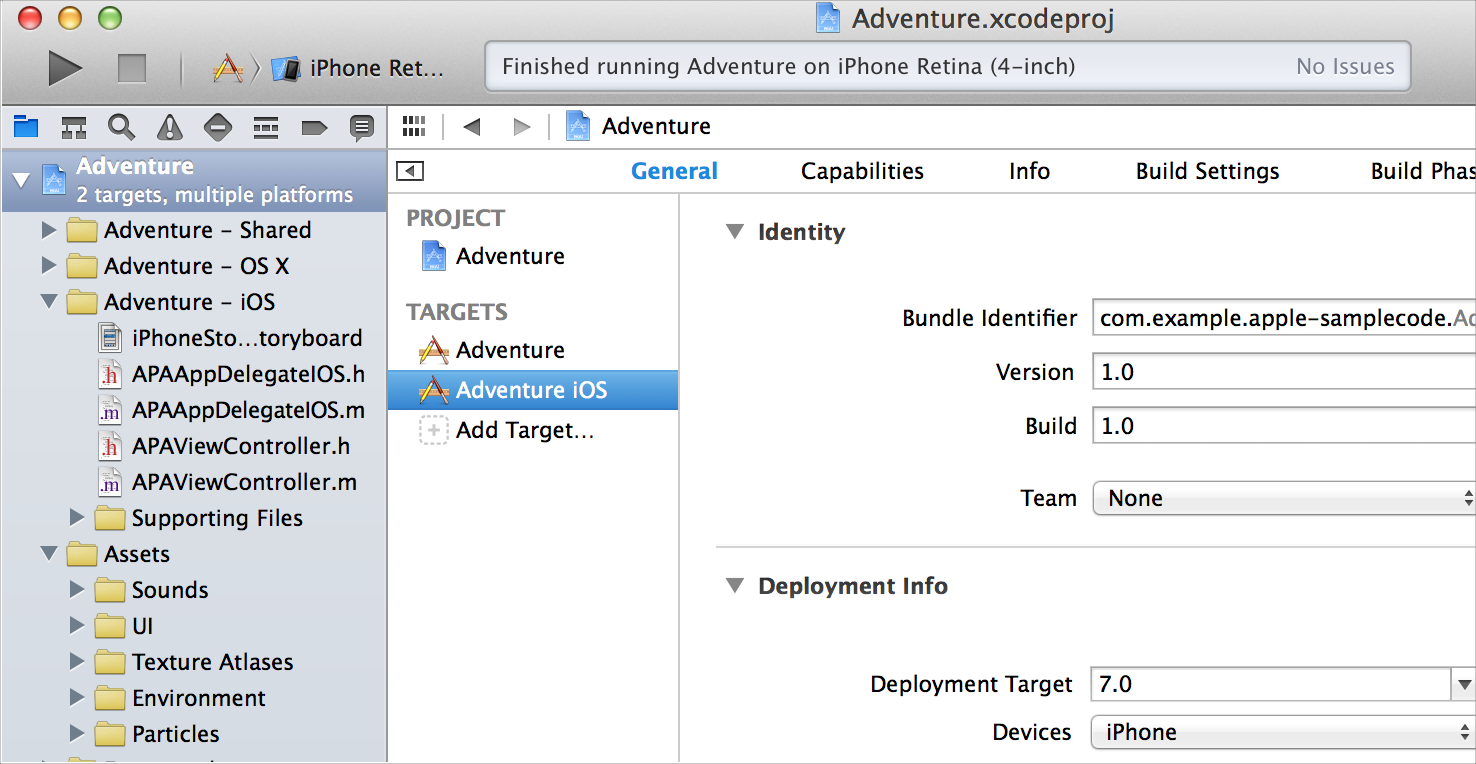 Adventure.xcodeproj
iPhone Ret...
Finished running Adventure on iPhone Retina (4-inch)
No Issues
Adventure
Adventure
2 targets, multiple platforms
Adventure – Shared
Adventure – OS X
Adventure – iOS
iPhoneSto...toryboard
APAAppDelegateIOS.h
APAAppDelegateIOS.m
APAViewController.h
APAViewController.m
Supporting Files
Assets
Sounds
UI
Texture Atlases
Environment
Particles
General Capabilities Info Build Settings Build Phas
PROJECT
Adventure
TARGETS
Adventure
Adventure iOS
Add Target...
Identity
Bundle Identifier com.example.apple-samplecode.Ad
Version 1.0
Build 1.0
Team None
Deployment Info
Deployment Target 7.0
Devices iPhone